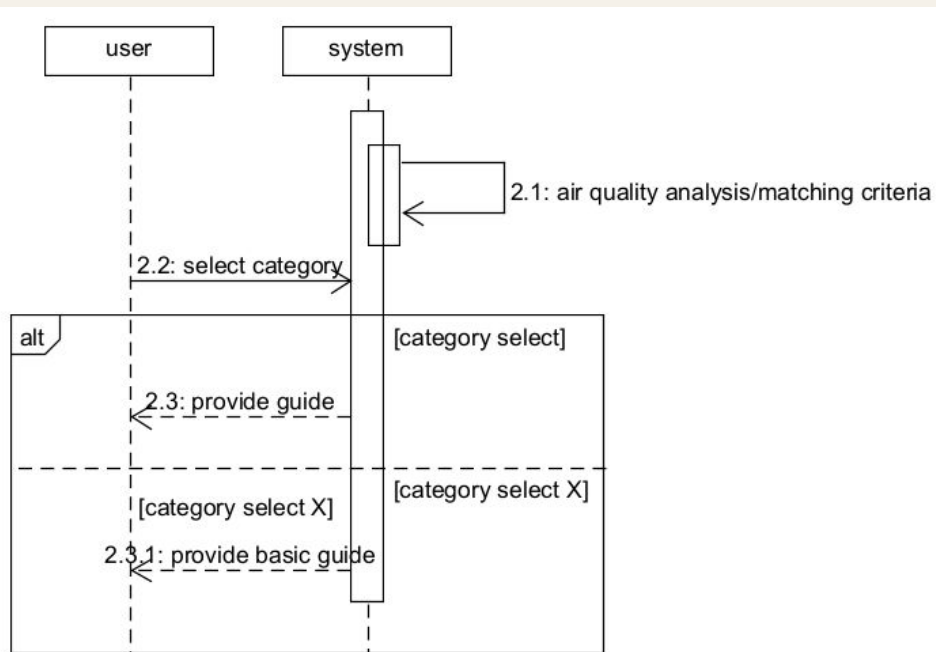 user
system
2.1: air quality analysis/matching criteria
2.2: select category
alt
[category select]
2.3: provide guide
[category select X]
[category select X]
2.3.1: provide basic guide